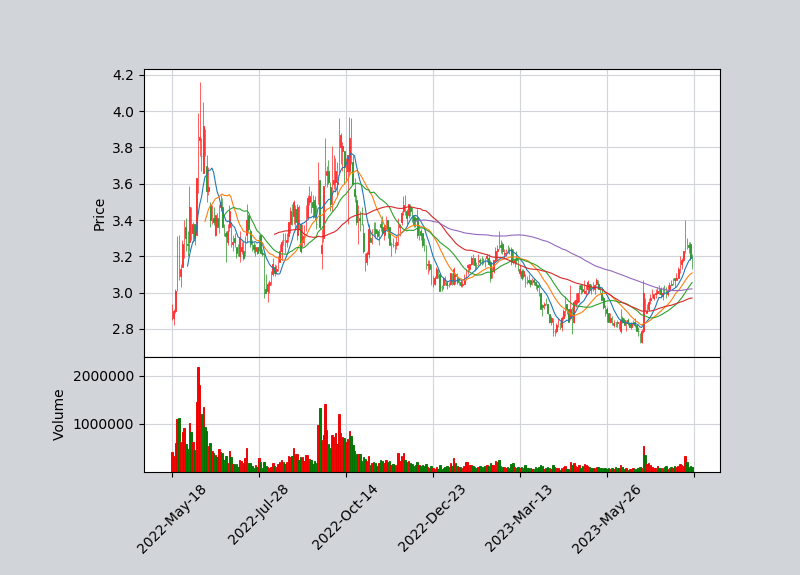 4.2
4.0
3.8
3.6
3.4
3.2
3.0
2.8
Price
2000000
1000000
Volume
2022-May-18
2022-Jul-28
2022-Oct-14
2022-Dec-23
2023-Mar-13
2023-May-26